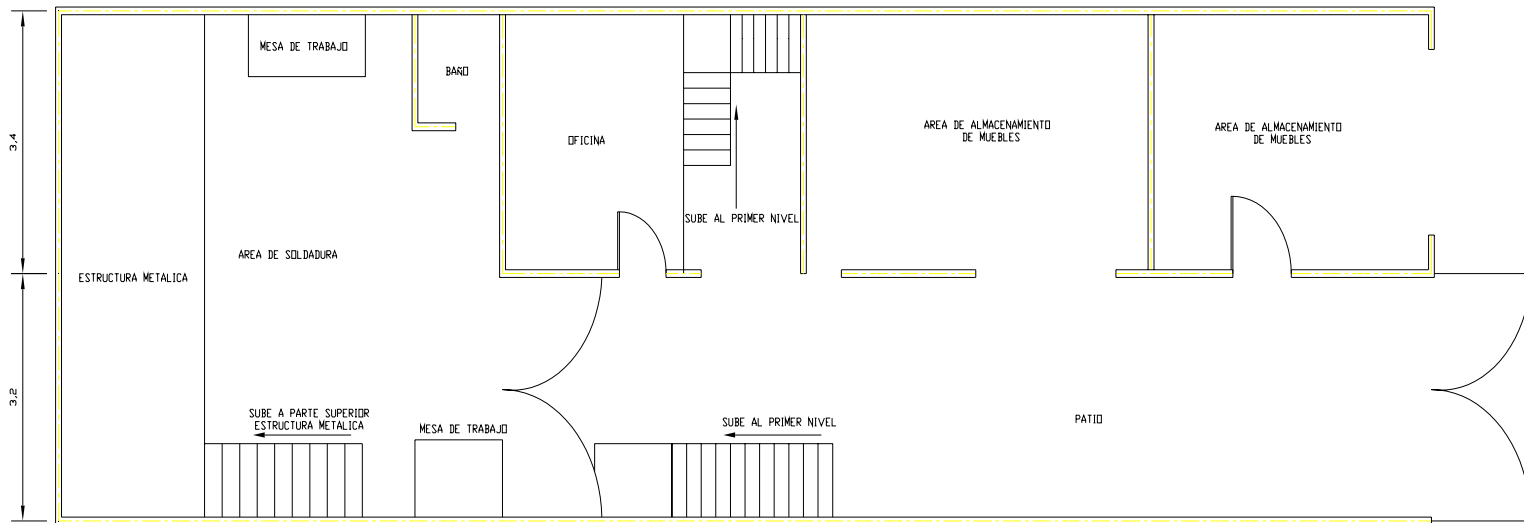 MESA DE TRABAJO
BAÑO
3,4
OFICINA
AREA DE ALMACENAMIENTO
DE MUEBLES
AREA DE ALMACENAMIENTO
DE MUEBLES
SUBE AL PRIMER NIVEL
AREA DE SOLDADURA
ESTRUCTURA METALICA
3,2
SUBE A PARTE SUPERIOR
ESTRUCTURA METALICA
MESA DE TRABAJO
SUBE AL PRIMER NIVEL
PATIO